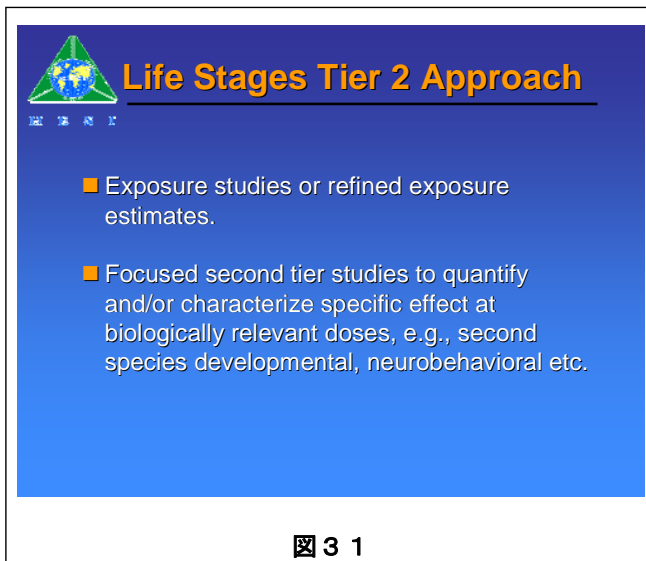 Life Stages Tier 2 Approach
H E S I
Exposure studies or refined exposure
estimates.
Focused second tier studies to quantify
and/or characterize specific effect at
biologically relevant doses, e.g., second
species developmental, neurobehavioral etc.
図３１